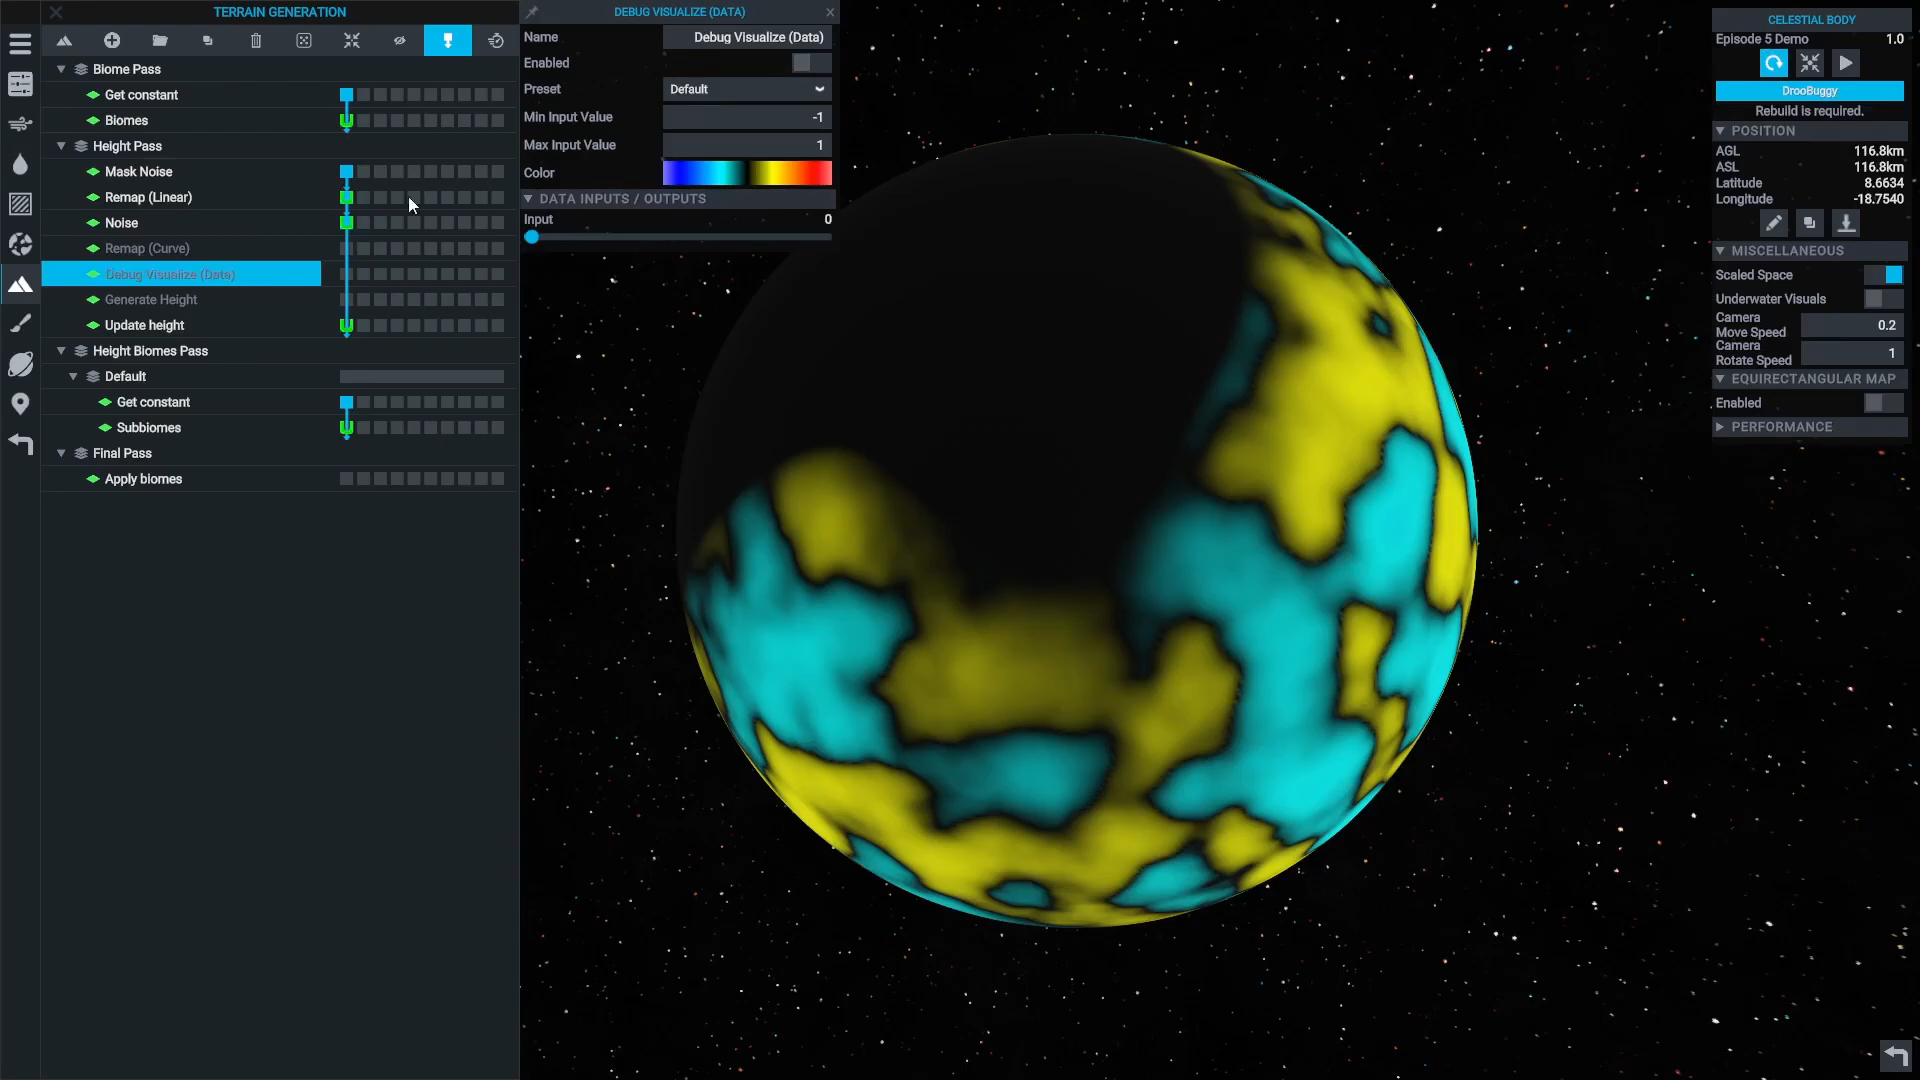 TERRAIN GENERATION
Biome Pass
Get constant
Biomes
Height Pass
Mask Noise
Remap (Linear)
Noise
Remap (Curve)
Debug Visualize (Data)
Generate Height
Update height
Height Biomes Pass
Default
Get constant
Subbiomes
Final Pass
Apply biomes
DEBUG VISUALIZE (DATA)
Name Debug Visualize (Data)
Enabled
Preset Default
Min Input Value -1
Max Input Value 1
Color
DATA INPUTS / OUTPUTS
Input 0
CELESTIAL BODY
Episode 5 Demo 1.0
DrooBuggy
Rebuild is required.
POSITION
AGL 116.8km
ASL 116.8km
Latitude 8.6634
Longitude -18.7540
MISCELLANEOUS
Scaled Space
Underwater Visuals
Camera
Move Speed 0.2
Camera
Rotate Speed 1
EQUIRECTANGULAR MAP
Enabled
PERFORMANCE